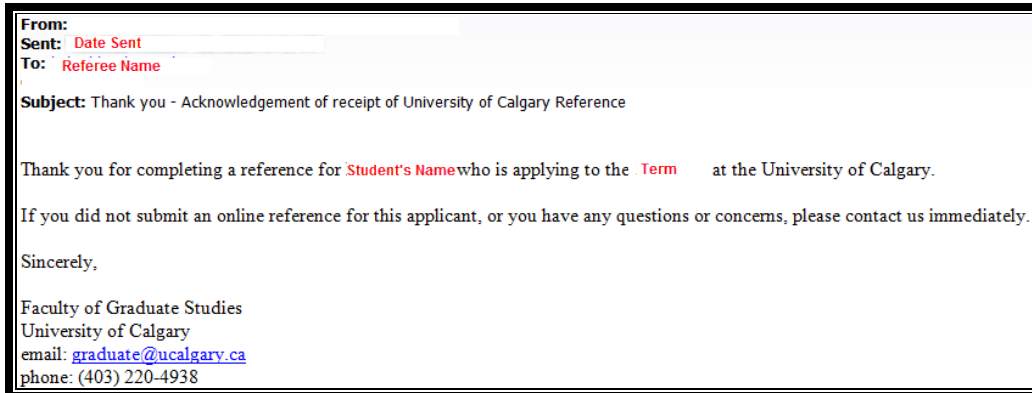 From:
Sent: Date Sent
To: Referee Name
Subject: Thank you - Acknowledgement of receipt of University of Calgary Reference
Thank you for completing a reference for Student's Name who is applying to the Term at the University of Calgary.
If you did not submit an online reference for this applicant, or you have any questions or concerns, please contact us immediately.
Sincerely,
Faculty of Graduate Studies
University of Calgary
email: graduate@ucalgary.ca
phone: (403) 220-4938